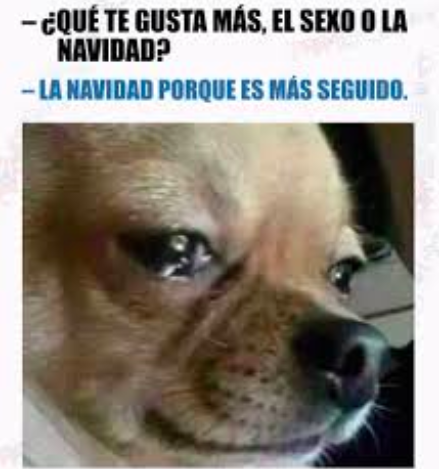 – ¿QUÉ TE GUSTA MÁS, EL SEXO O LA
NAVIDAD?
– LA NAVIDAD PORQUE ES MÁS SEGUIDO.